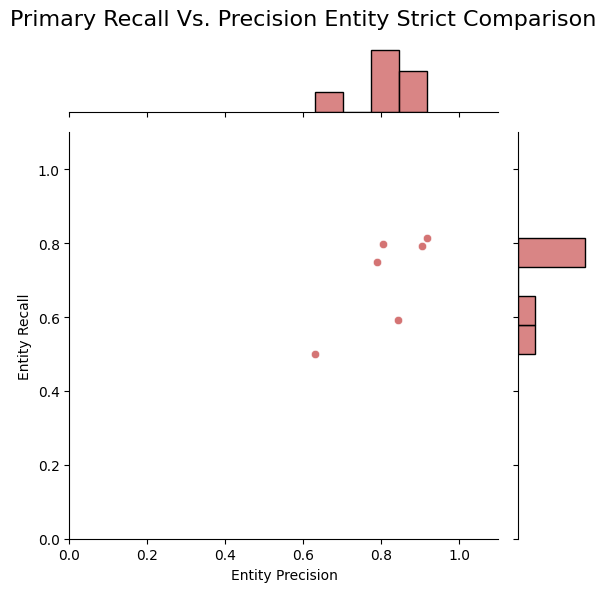 Primary Recall Vs. Precision Entity Strict Comparison
1.0
0.8
0.6
0.4
0.2
0.0
Entity Recall
0.0 0.2 0.4 0.6 0.8 1.0
Entity Precision